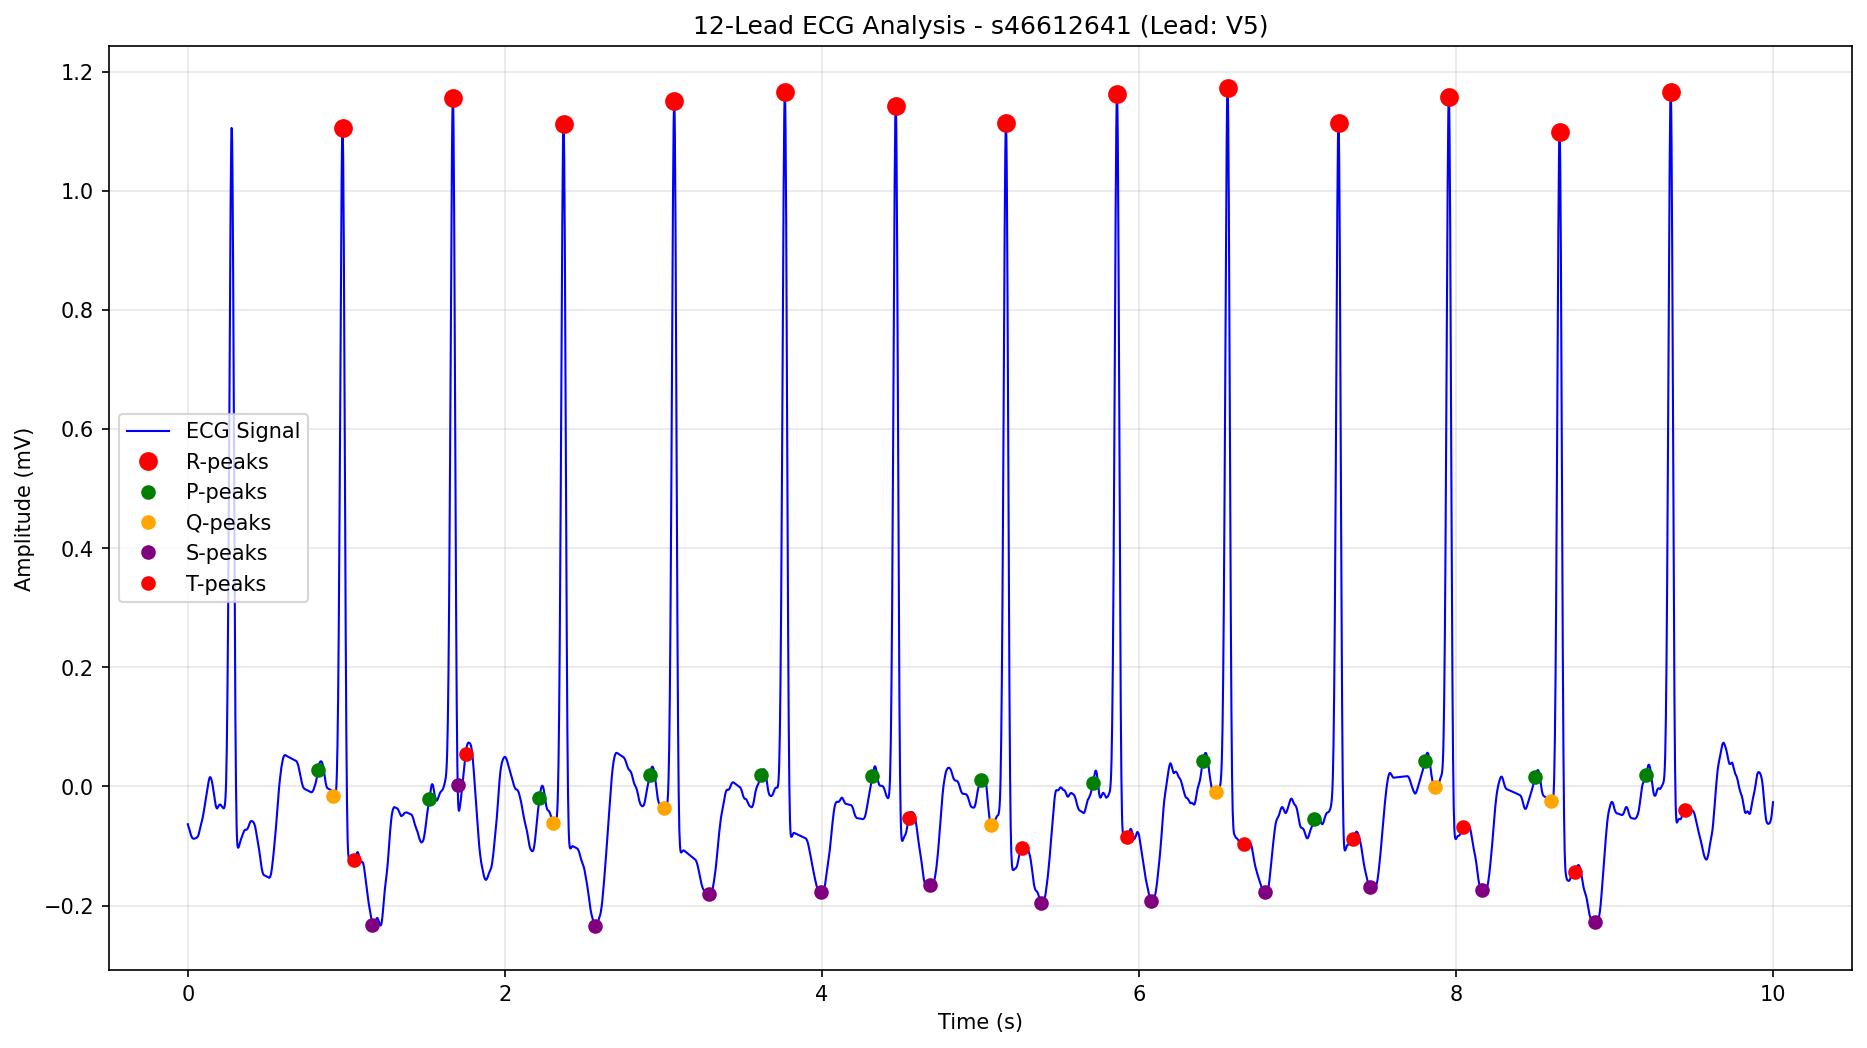 12-Lead ECG Analysis - s46612641 (Lead: V5)
1.2
1.0
0.8
0.6
0.4
0.2
0.0
−0.2
Amplitude (mV)
ECG Signal
R-peaks
P-peaks
Q-peaks
S-peaks
T-peaks
0 2 4 6 8 10
Time (s)